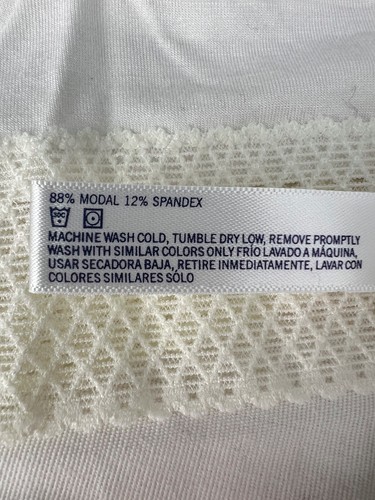 88% MODAL 12% SPANDEX
30C
MACHINE WASH COLD, TUMBLE DRY LOW, REMOVE PROMPTLY
WASH WITH SIMILAR COLORS ONLY FRÍO LAVADO A MÁQUINA,
USAR SECADORA BAJA, RETIRE INMEDIATAMENTE, LAVAR CON
COLORES SIMILARES SÓLO